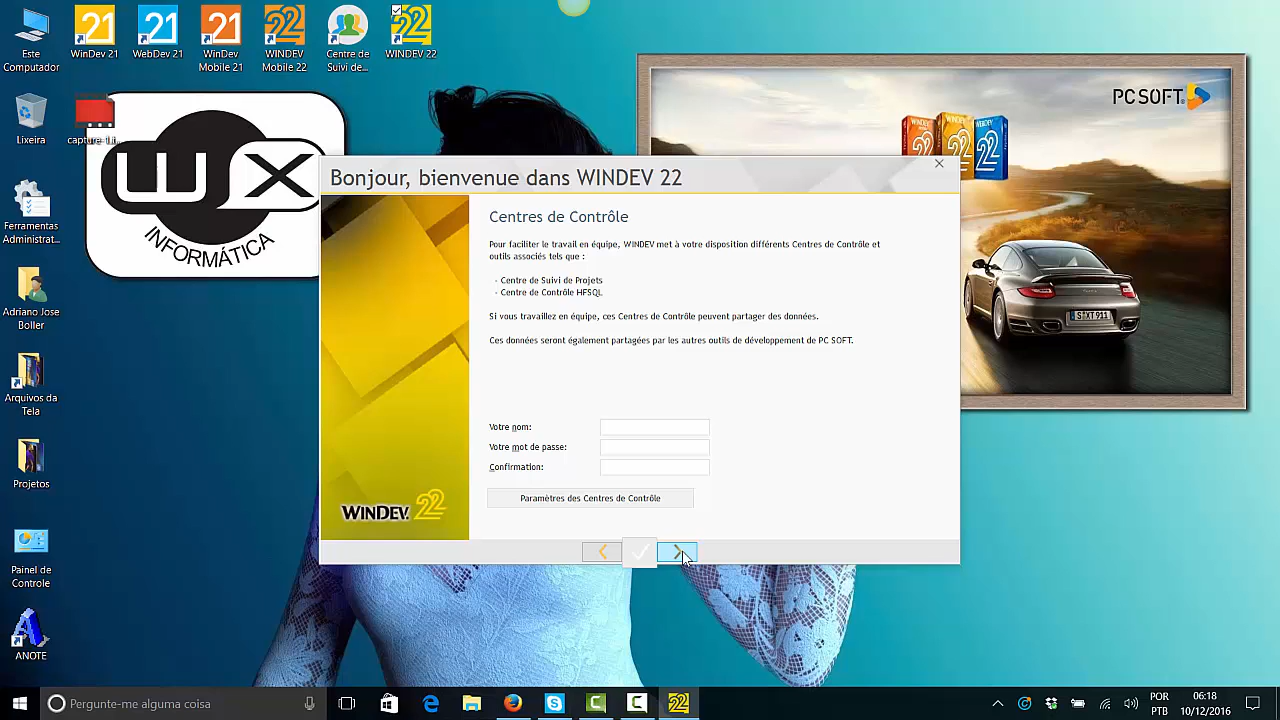 21
21
21
22
22
Este
Computador
WinDev 21
WebDev 21
WinDev
Mobile 21
WINDEV
Mobile 22
Centre de
Suivi de...
WINDEV 22
Lixeira
WX
INFORMÁTICA
PC SOFT
WINDEV
22
Ferramentas
Administrat...
Adriano Jose
Boller
Arquivos da
Tela
Projetos
Painel de
Controle
ANOTE
Bonjour, bienvenue dans WINDEV 22
Centres de Contrôle
Pour faciliter le travail en équipe, WINDEV met à votre disposition différents Centres de Contrôle et
outils associés tels que :
- Centre de Suivi de Projets
- Centre de Contrôle HFSQL
Si vous travaillez en équipe, ces Centres de Contrôle peuvent partager des données.
Ces données seront également partagées par les autres outils de développement de PC SOFT.
Votre nom:
Votre mot de passe:
Confirmation:
Paramètres des Centres de Contrôle
WINDEV. 22
Pergunte-me alguma coisa
22
POR
PTB
06:18
10/12/2016